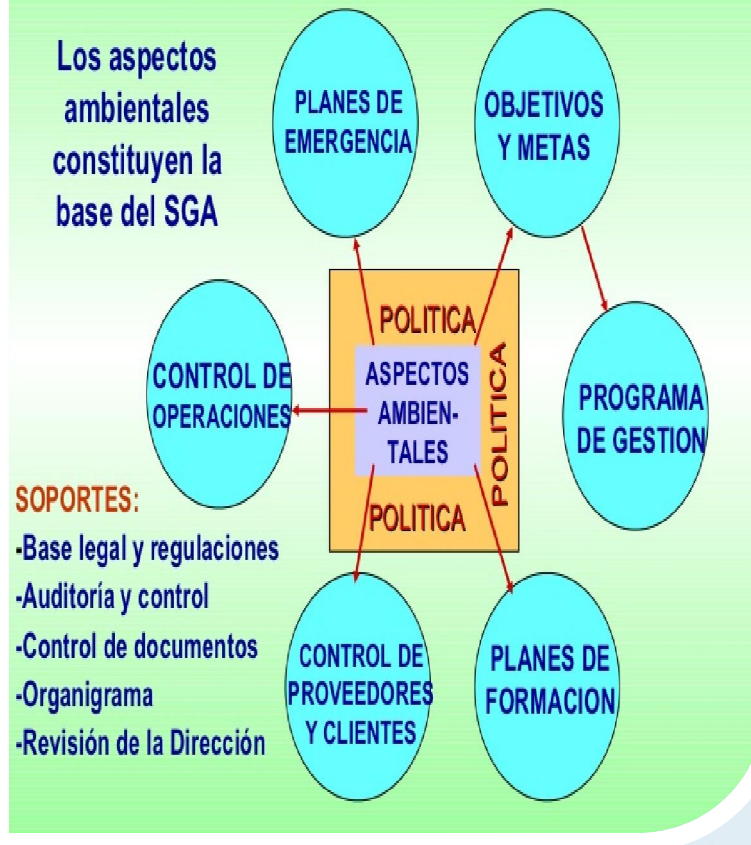 Los aspectos
ambientales
constituyen la
base del SGA
PLANES DE
EMERGENCIA
OBJETIVOS
Y METAS
CONTROL DE
OPERACIONES
POLITICA
ASPECTOS
AMBIEN-
TALES
POLITICA
POLITICA
PROGRAMA
DE GESTION
SOPORTES:
-Base legal y regulaciones
-Auditoría y control
-Control de documentos
-Organigrama
-Revisión de la Dirección
CONTROL DE
PROVEEDORES
Y CLIENTES
PLANES DE
FORMACION